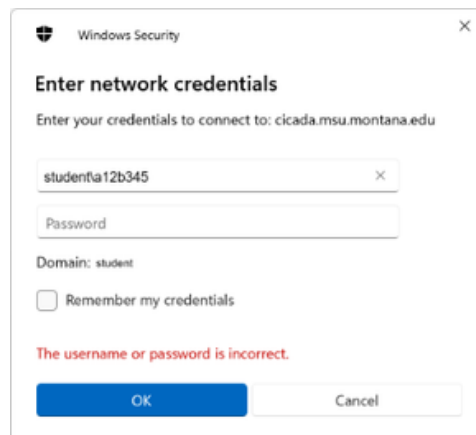 Windows Security
Enter network credentials
Enter your credentials to connect to: cicada.msu.montana.edu
student\a12b345
Password
Domain: student
Remember my credentials
The username or password is incorrect.
OK Cancel